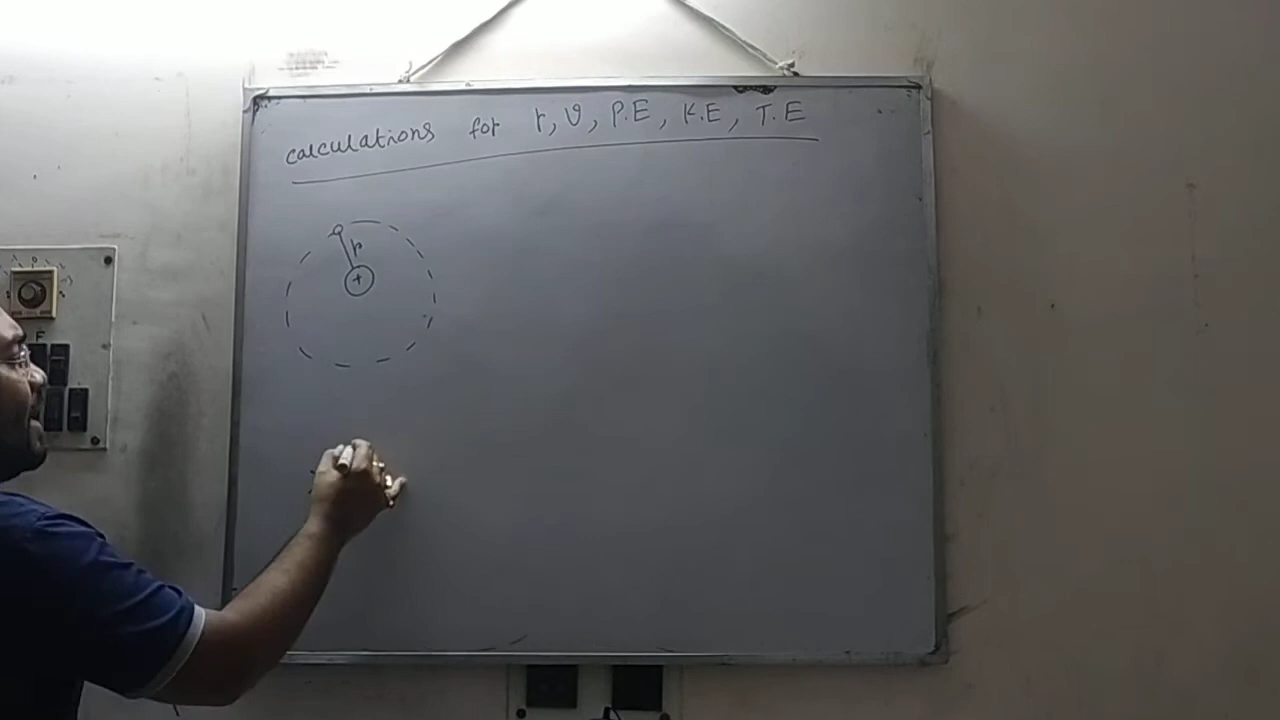 calculations for r, v, P.E, K.E, T.E
r
+
F